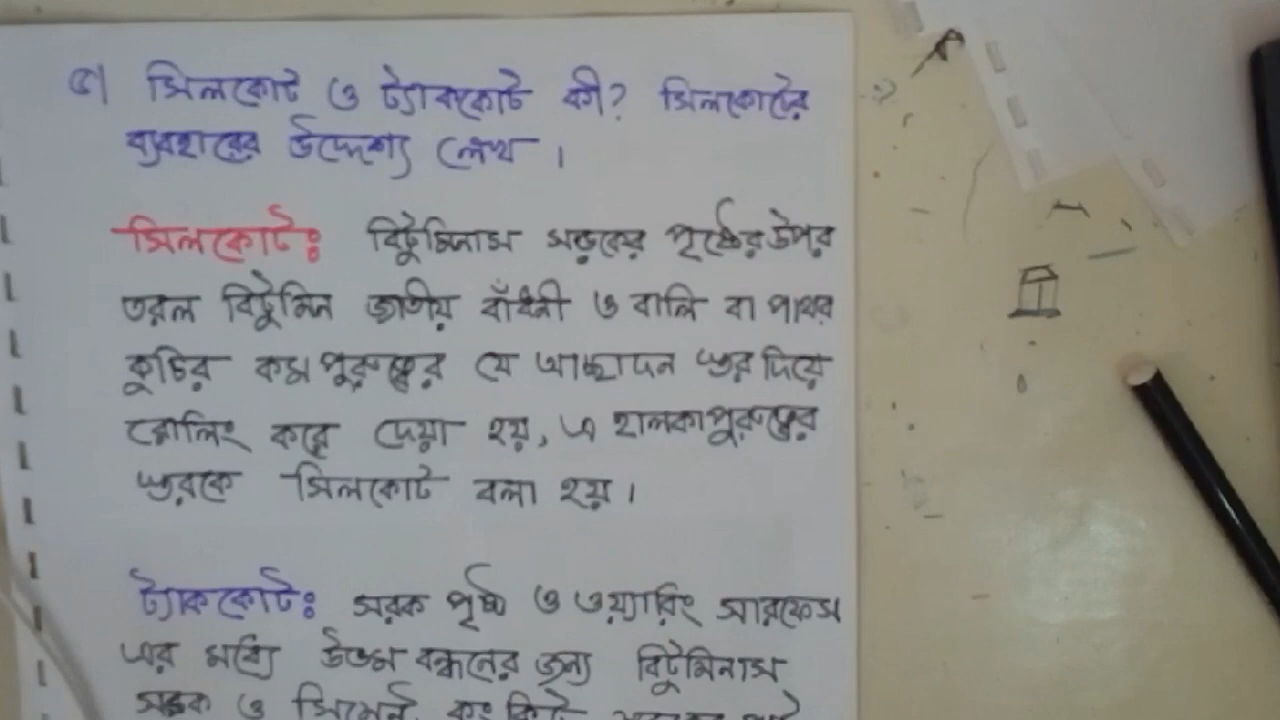 ৫। সিলকোট ও ট্যাককোট কী? সিলকোটের
ব্যবহারের উদ্দেশ্য লেখ ।
সিলকোটঃ বিটুমিনাস সড়কের পৃষ্ঠের উপর
তরল বিটুমিন জাতীয় বাঁধনী ও বালি বা পাথর
কুচির কম পুরুত্বের যে আচ্ছাদন স্তর দিয়ে
রোলিং করে দেয়া হয়, এ হালকা পুরুত্বের
স্তরকে সিলকোট বলা হয় ।
ট্যাককোটঃ সরক পৃষ্ঠ ও ওয়্যারিং সারফেস
এর মধ্যে উত্তম বন্ধনের জন্য বিটুমিনাস
সড়ক ও সিমেন্ট কংক্রিট